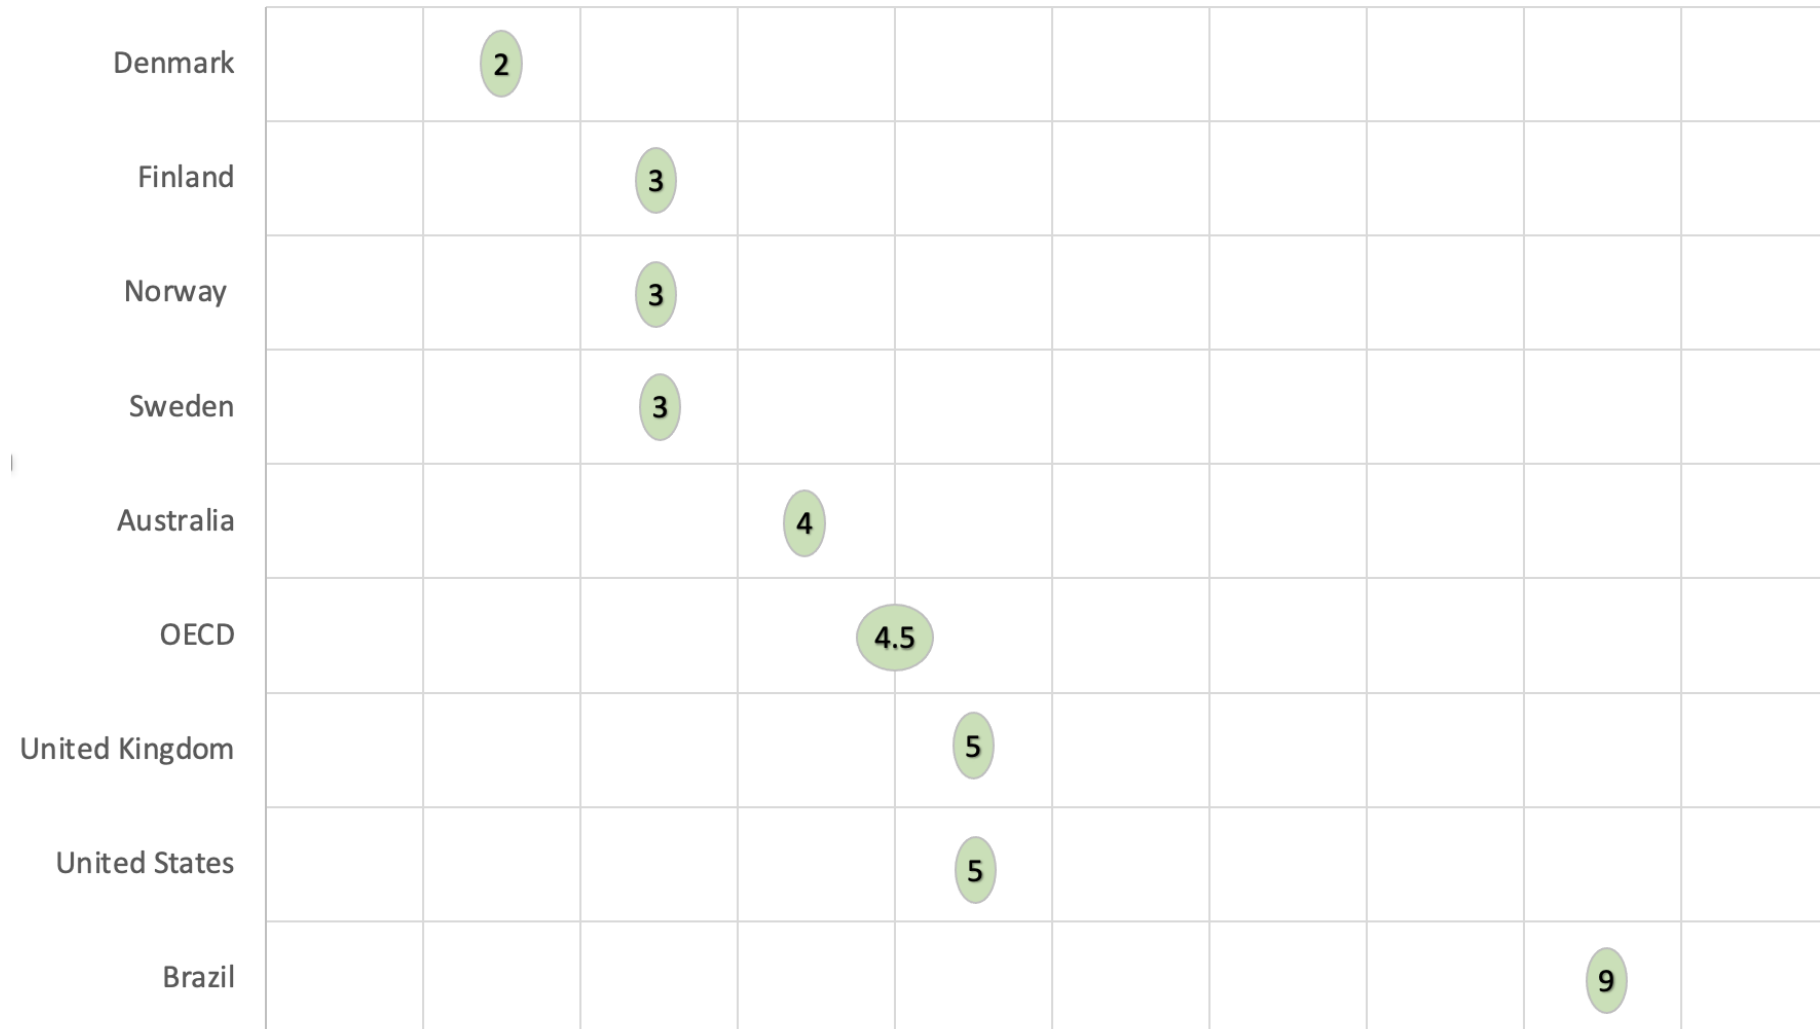 Denmark 2
Finland 3
Norway 3
Sweden 3
Australia 4
OECD 4.5
United Kingdom 5
United States 5
Brazil 9